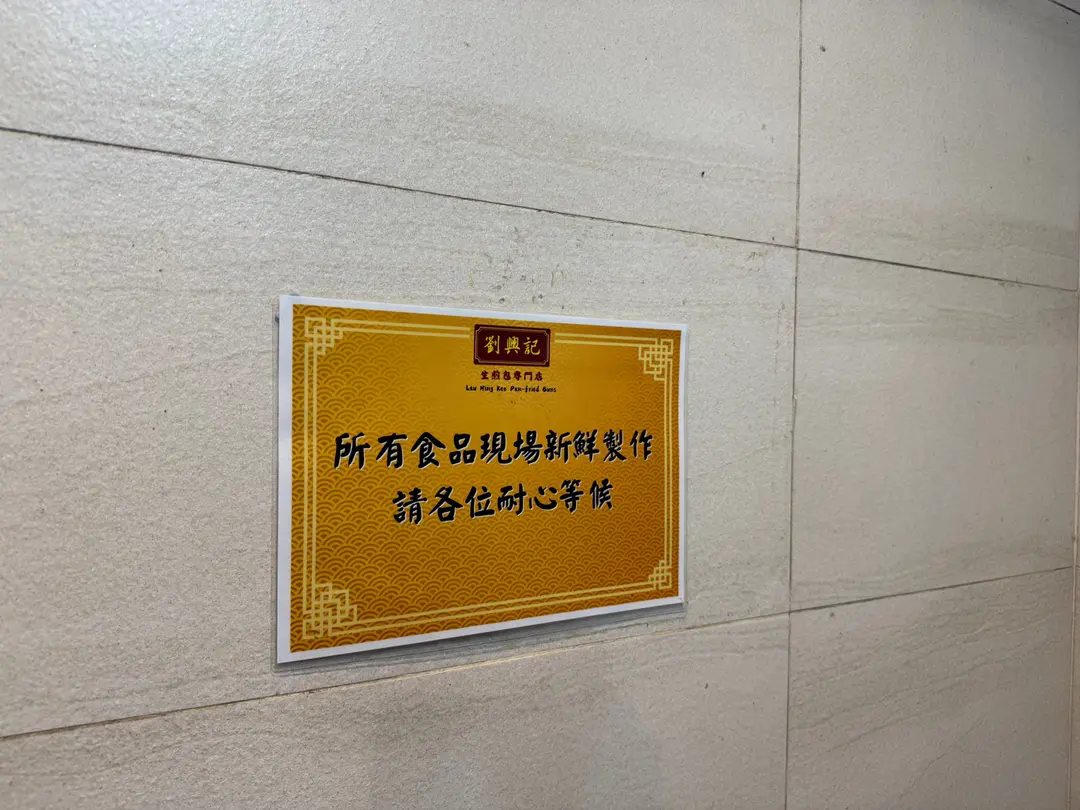 劉興記
生煎包專門店
Lau Hing Kee Pan-fried Buns
所有食品現場新鮮製作
請各位耐心等候